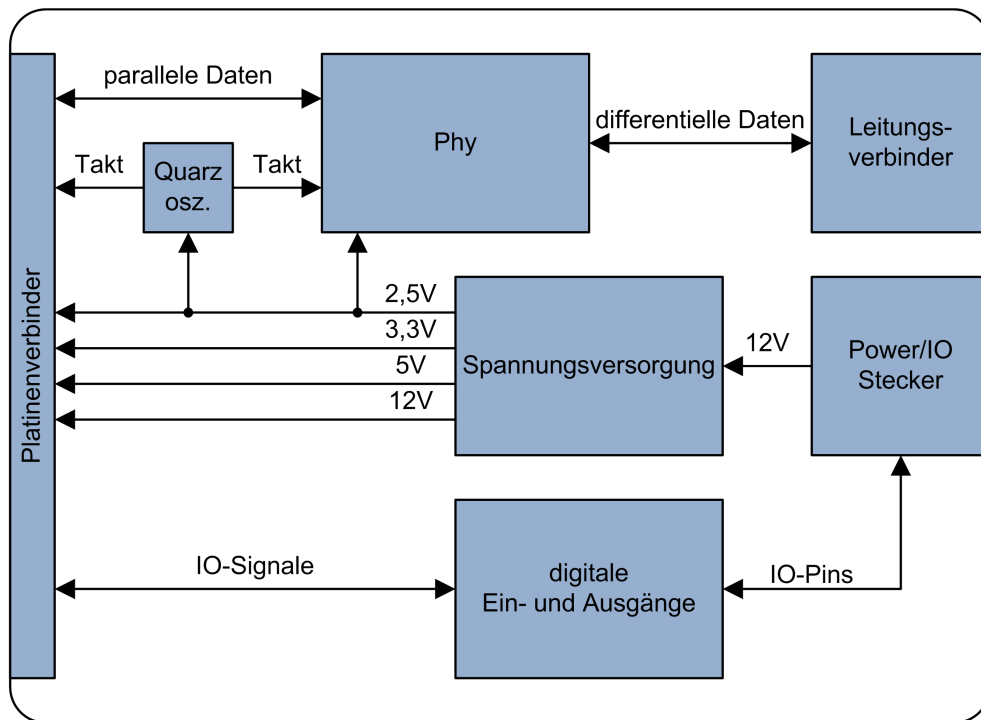 parallele Daten
Phy
differentielle Daten
Leitungs-
verbinder
Takt
Quarz
osz.
Takt
Platinenverbinder
2,5V
3,3V
5V
12V
Spannungsversorgung
12V
Power/IO
Stecker
IO-Signale
digitale
Ein- und Ausgänge
IO-Pins